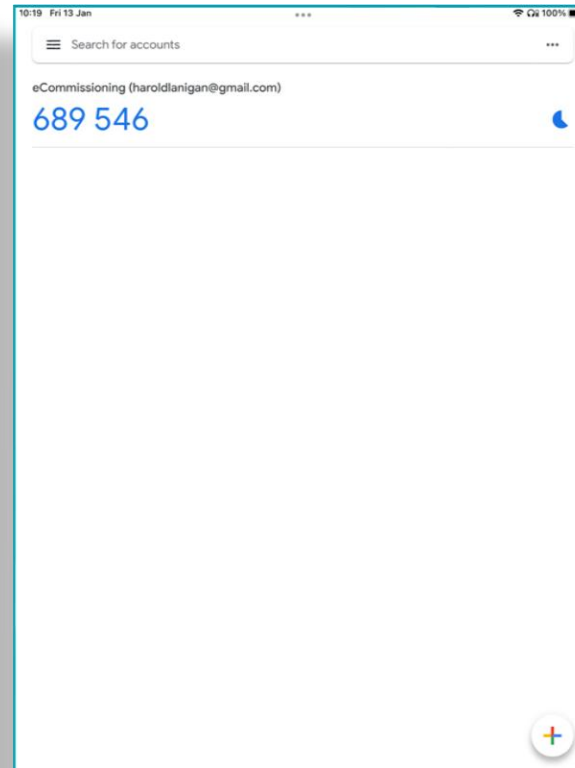 10:19 Fri 13 Jan
100%
Search for accounts
eCommissioning (haroldlanigan@gmail.com)
689 546